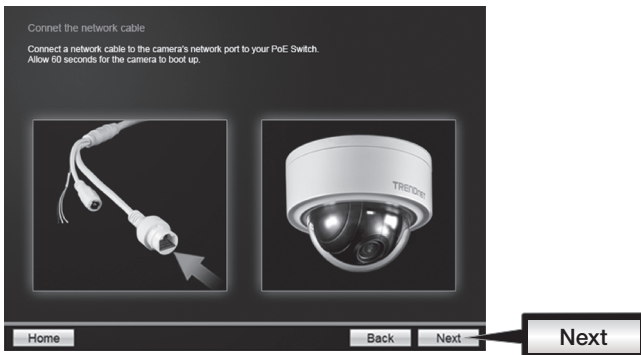 Connet the network cable
Connect a network cable to the camera's network port to your PoE Switch.
Allow 60 seconds for the camera to boot up.
TRENDnet
Home
Back
Next
Next